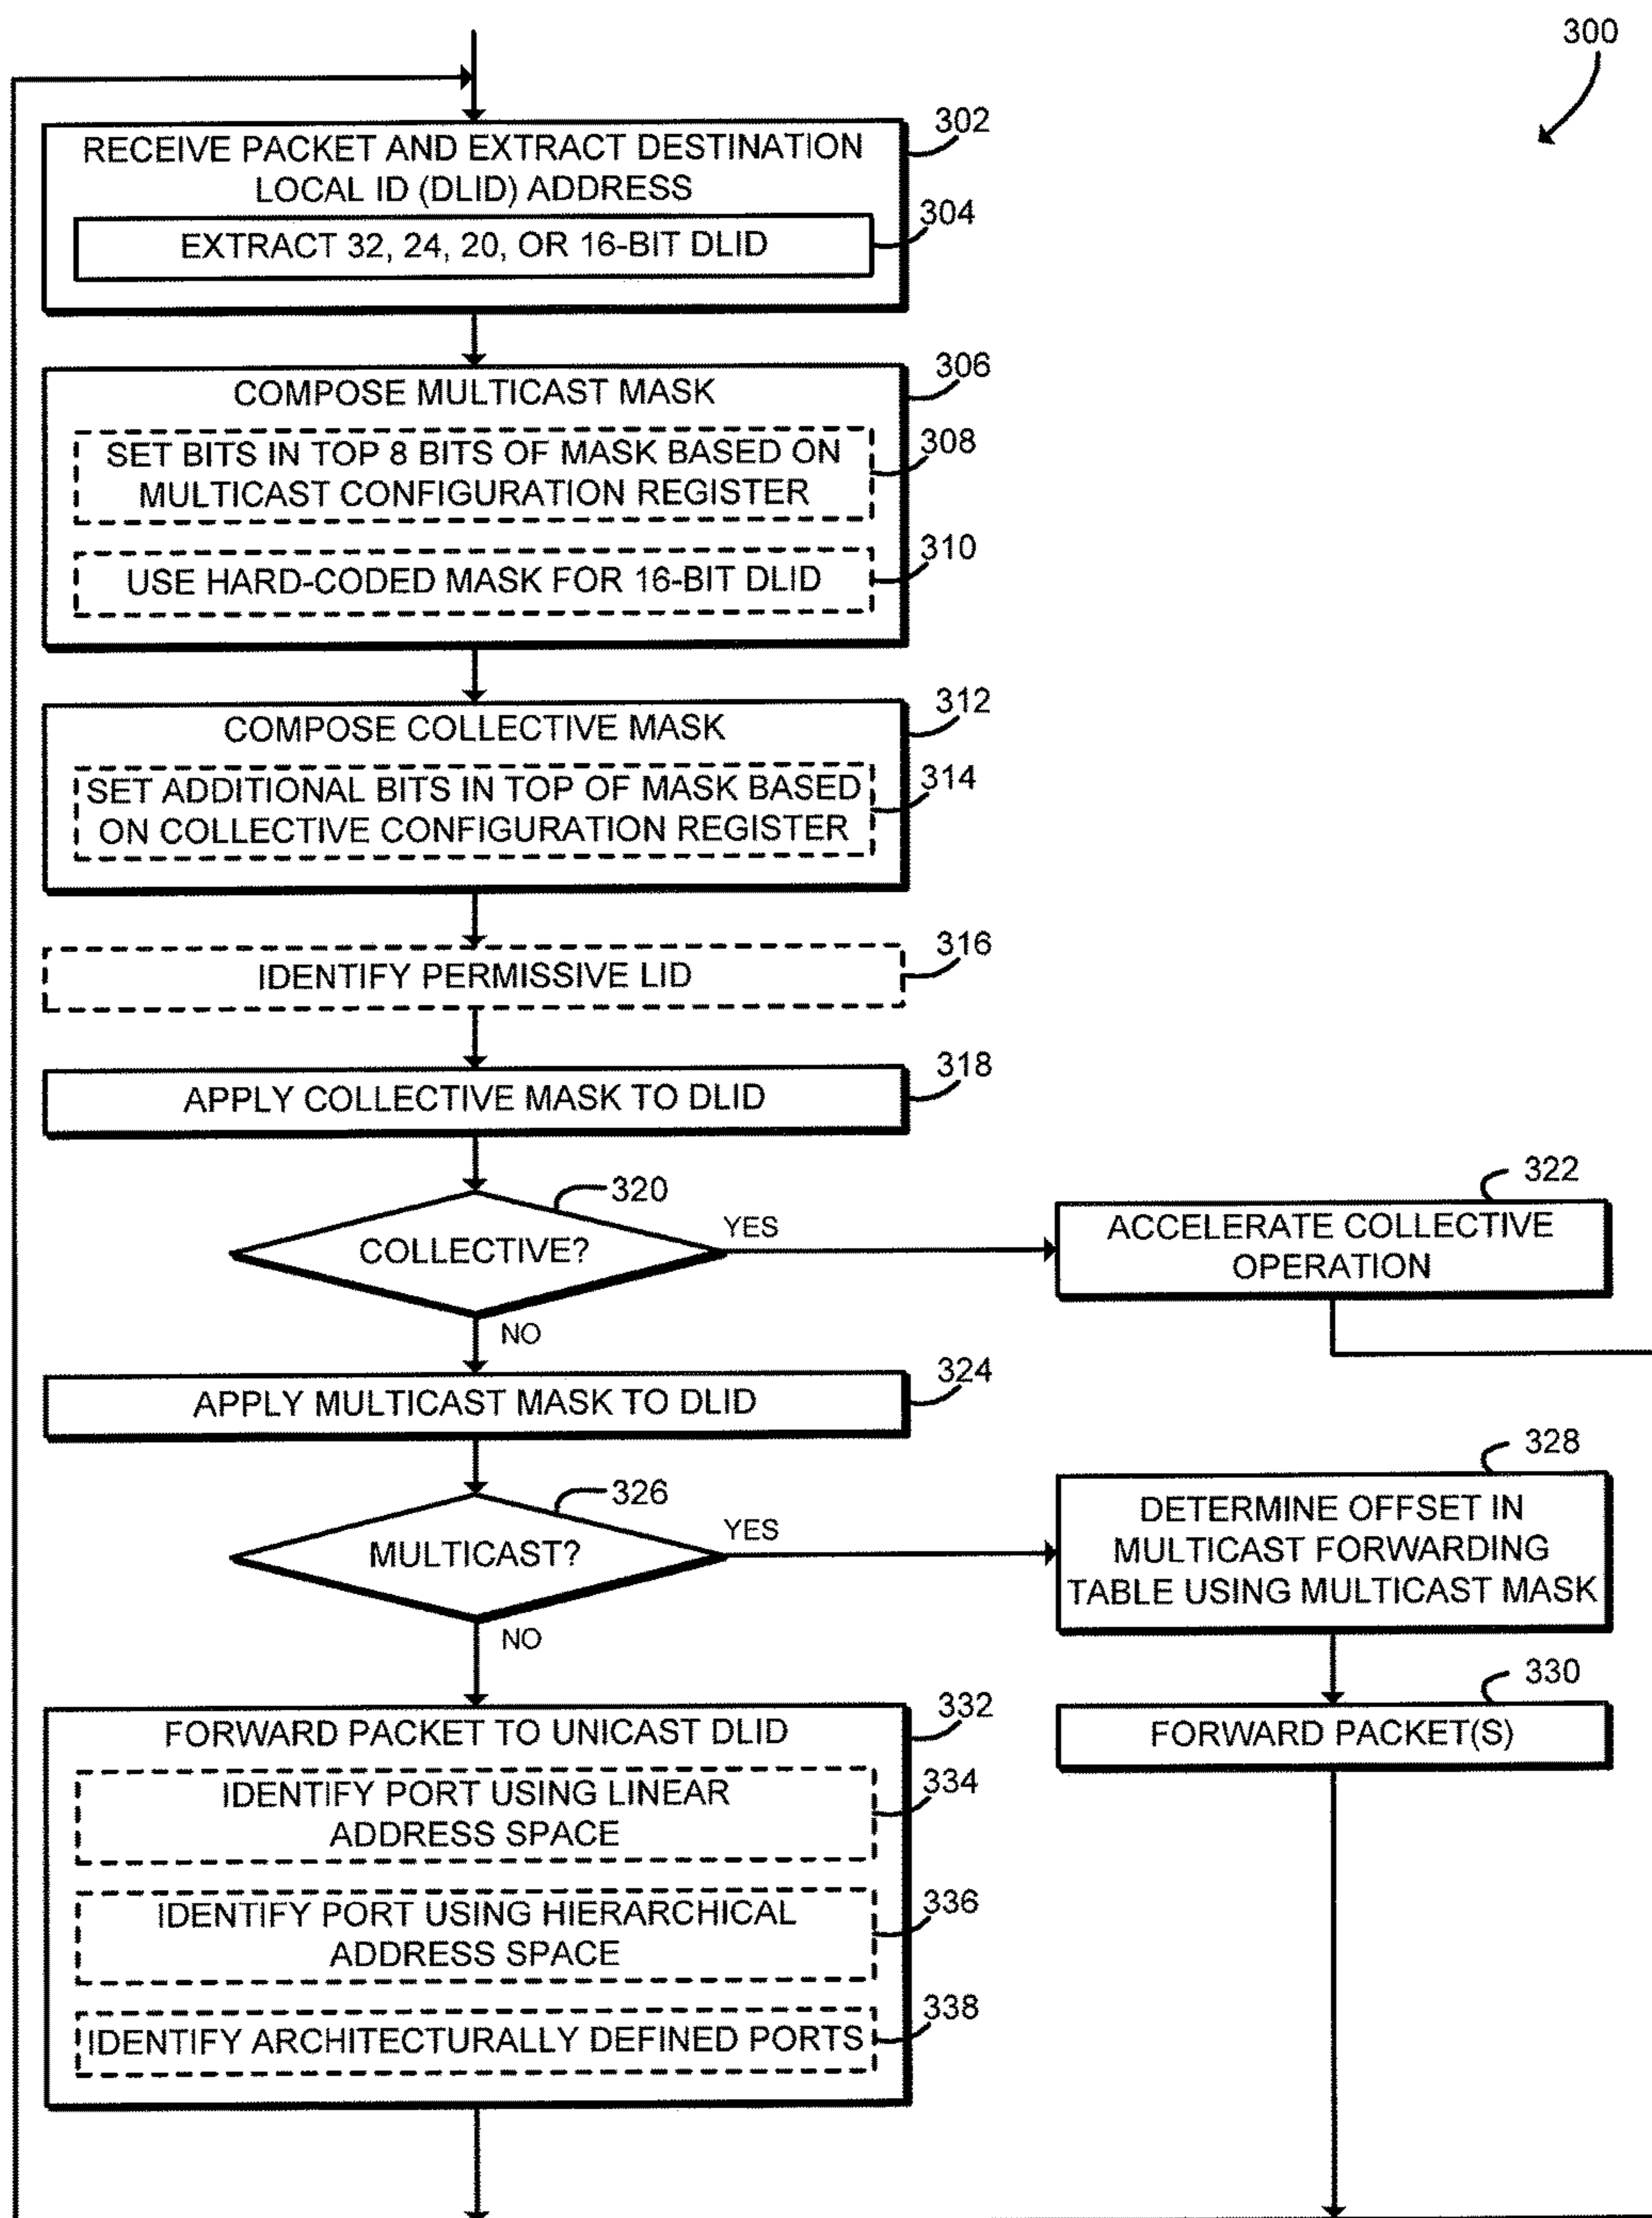 300
302
RECEIVE PACKET AND EXTRACT DESTINATION
LOCAL ID (DLID) ADDRESS
304
EXTRACT 32, 24, 20, OR 16-BIT DLID
306
COMPOSE MULTICAST MASK
308
SET BITS IN TOP 8 BITS OF MASK BASED ON
MULTICAST CONFIGURATION REGISTER
310
USE HARD-CODED MASK FOR 16-BIT DLID
312
COMPOSE COLLECTIVE MASK
314
SET ADDITIONAL BITS IN TOP OF MASK BASED
ON COLLECTIVE CONFIGURATION REGISTER
316
IDENTIFY PERMISSIVE LID
318
APPLY COLLECTIVE MASK TO DLID
320
COLLECTIVE?
YES
NO
322
ACCELERATE COLLECTIVE
OPERATION
324
APPLY MULTICAST MASK TO DLID
326
MULTICAST?
YES
NO
328
DETERMINE OFFSET IN
MULTICAST FORWARDING
TABLE USING MULTICAST MASK
330
FORWARD PACKET(S)
332
FORWARD PACKET TO UNICAST DLID
334
IDENTIFY PORT USING LINEAR
ADDRESS SPACE
336
IDENTIFY PORT USING HIERARCHICAL
ADDRESS SPACE
338
IDENTIFY ARCHITECTURALLY DEFINED PORTS